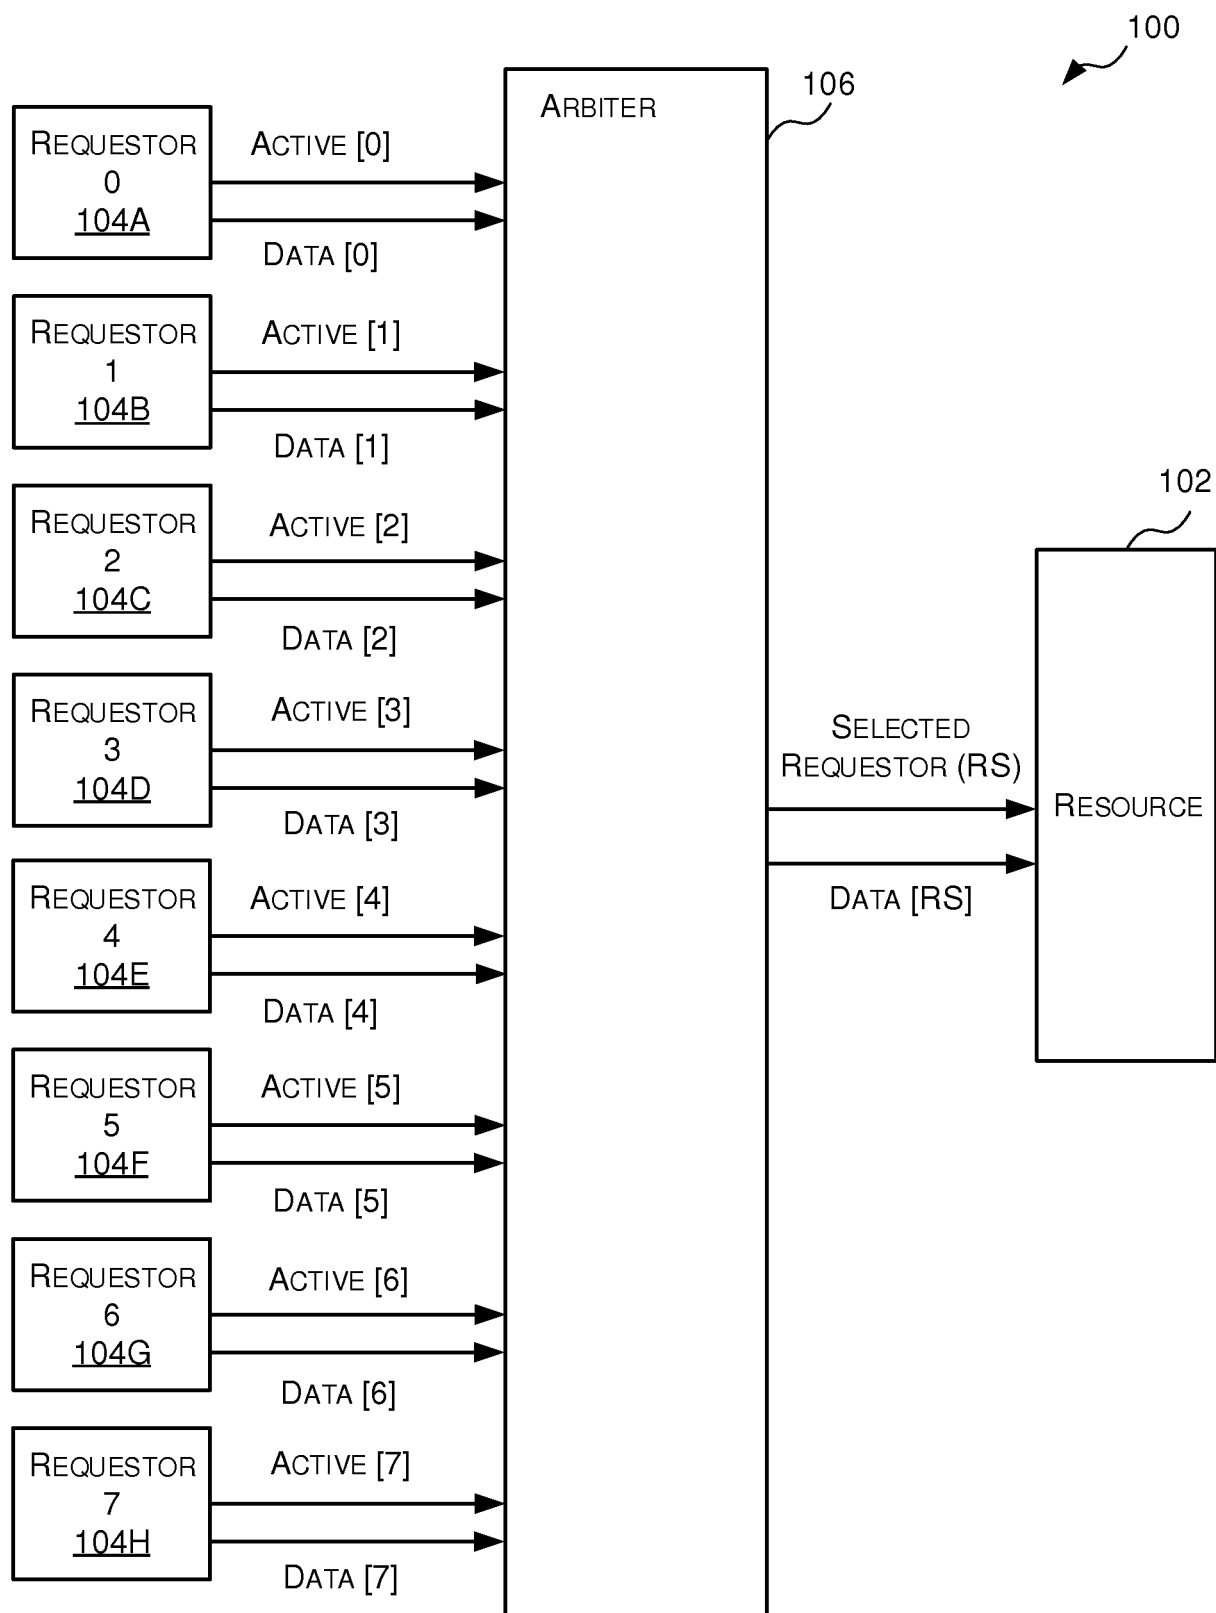 100
ARBITER
106
REQUESTOR
0
104A
ACTIVE [0]
DATA [0]
REQUESTOR
1
104B
ACTIVE [1]
DATA [1]
REQUESTOR
2
104C
ACTIVE [2]
DATA [2]
REQUESTOR
3
104D
ACTIVE [3]
DATA [3]
REQUESTOR
4
104E
ACTIVE [4]
DATA [4]
REQUESTOR
5
104F
ACTIVE [5]
DATA [5]
REQUESTOR
6
104G
ACTIVE [6]
DATA [6]
REQUESTOR
7
104H
ACTIVE [7]
DATA [7]
SELECTED
REQUESTOR (RS)
DATA [RS]
102
RESOURCE